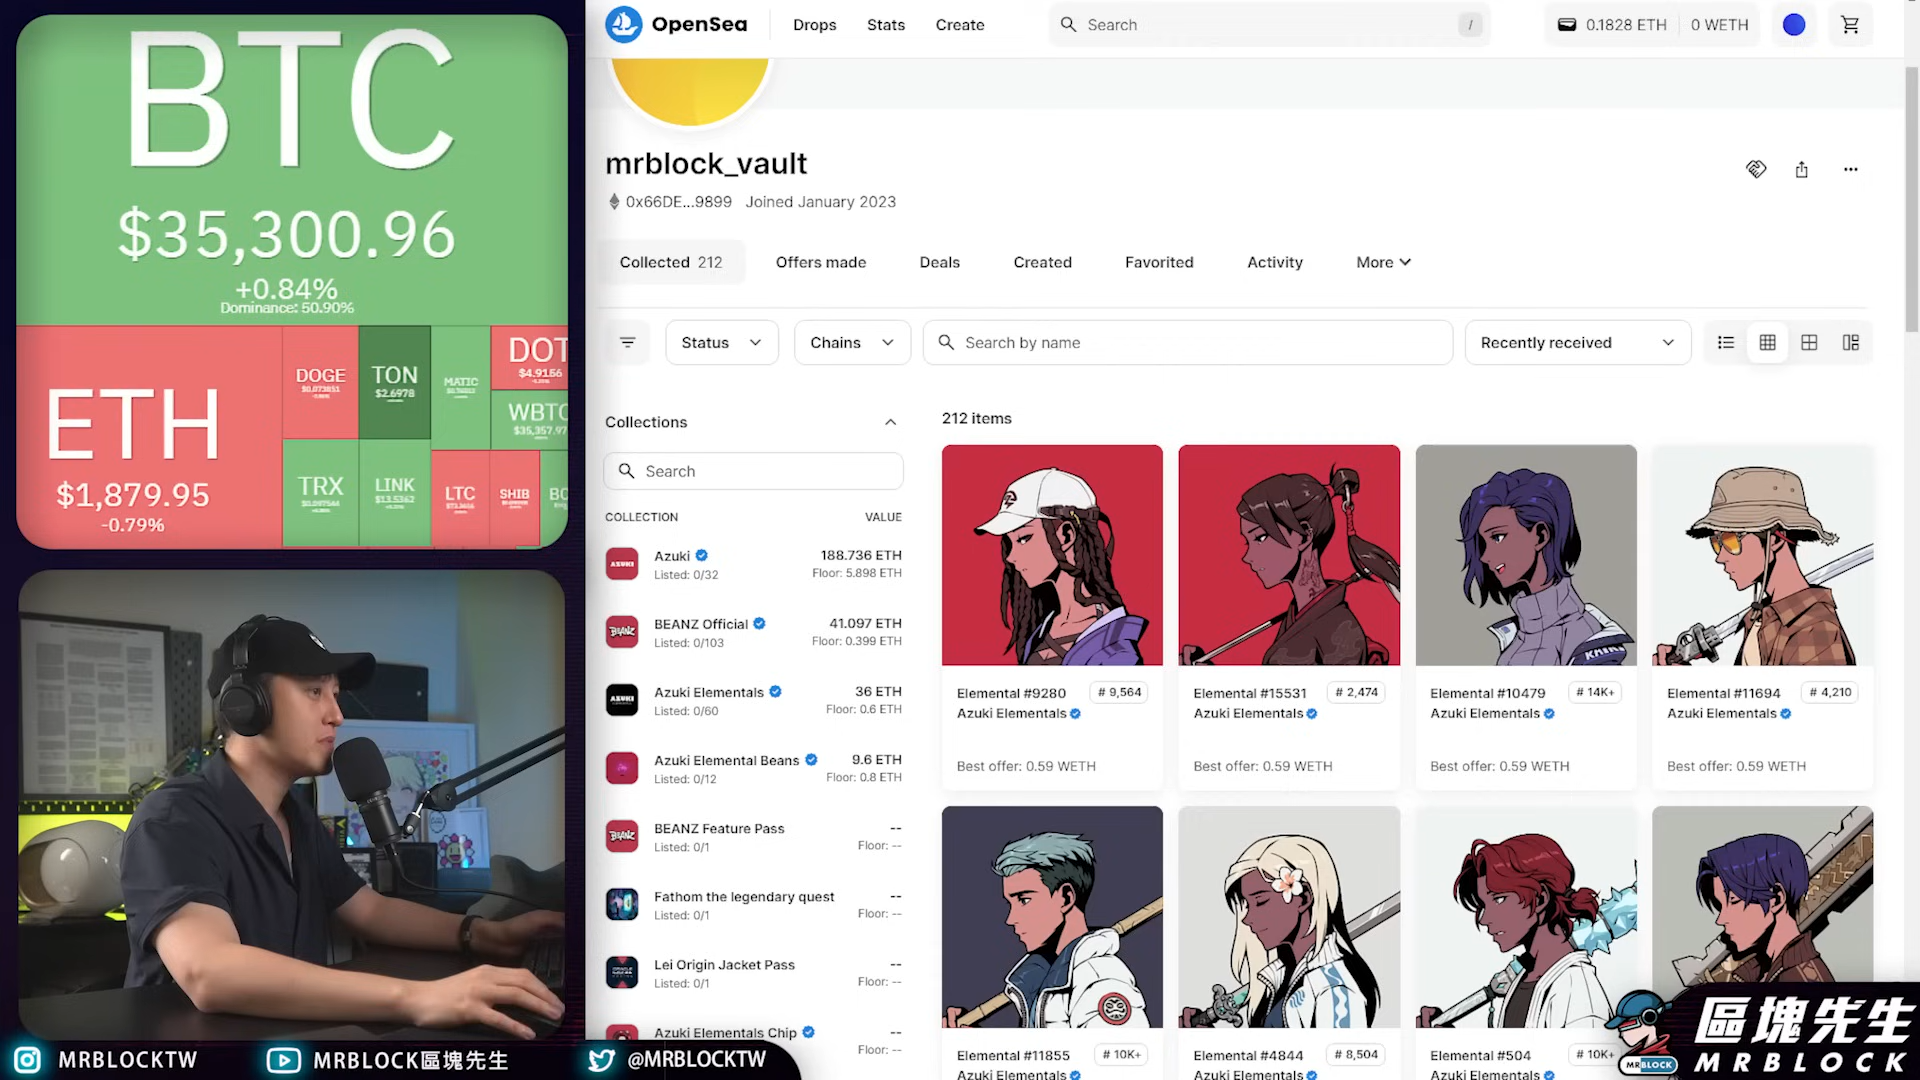 BTC
$35,300.96
+0.84%
Dominance: 50.90%
ETH
$1,879.95
-0.79%
DOGE
TON
$2.6978
MATIC
DOT
$4.9156
WBTC
$35,357.97
TRX
LINK
$13.5362
LTC
SHIB
OpenSea
Drops
Stats
Create
Search
/
0.1828 ETH
0 WETH
mrblock_vault
0x66DE...9899 Joined January 2023
Collected 212
Offers made
Deals
Created
Favorited
Activity
More
Status
Chains
Search by name
Recently received
Collections
Search
COLLECTION
VALUE
Azuki
188.736 ETH
Listed: 0/32
Floor: 5.898 ETH
BEANZ Official
41.097 ETH
Listed: 0/103
Floor: 0.399 ETH
Azuki Elementals
36 ETH
Listed: 0/60
Floor: 0.6 ETH
Azuki Elemental Beans
9.6 ETH
Listed: 0/12
Floor: 0.8 ETH
BEANZ Feature Pass
--
Listed: 0/1
Floor: --
Fathom the legendary quest
--
Listed: 0/1
Floor: --
Lei Origin Jacket Pass
--
Listed: 0/1
Floor: --
Azuki Elementals Chip
--
Floor: --
212 items
Elemental #9280
# 9,564
Azuki Elementals
Best offer: 0.59 WETH
Elemental #15531
# 2,474
Azuki Elementals
Best offer: 0.59 WETH
Elemental #10479
# 14K+
Azuki Elementals
Best offer: 0.59 WETH
Elemental #11694
# 4,210
Azuki Elementals
Best offer: 0.59 WETH
Elemental #11855
# 10K+
Azuki Elementals
Elemental #4844
# 8,504
Azuki Elementals
Elemental #504
# 10K+
Azuki Elementals
MRBLOCKTW
MRBLOCK區塊先生
@MRBLOCKTW
MRBLOCK
區塊先生
MRBLOCK